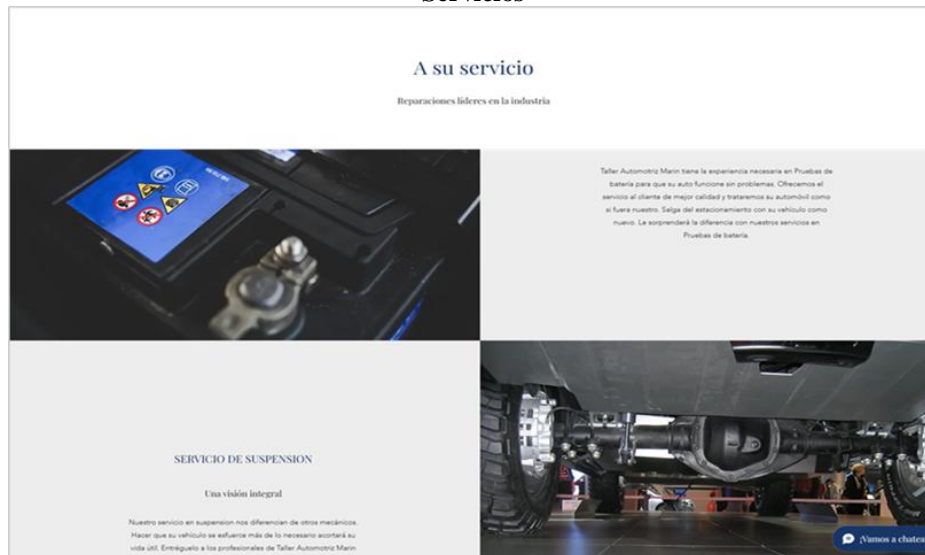 Servicios
A su servicio
Reparaciones líderes en la industria
Taller Automotriz Marin tiene la experiencia necesaria en Pruebas de
batería para que su auto funcione sin problemas. Ofrecemos el
servicio al cliente de mejor calidad y trataremos su automóvil como
si fuera nuestro. Salga del estacionamiento con su vehículo como
nuevo. Le sorprenderá la diferencia con nuestros servicios en
Pruebas de batería.
SERVICIO DE SUSPENSION
Una visión integral
Nuestro servicio en suspension nos diferencian de otros mecánicos.
Hacer que su vehículo se esfuerce más de lo necesario acortará su
vida útil. Entréguelo a los profesionales de Taller Automotriz Marin
¡Vamos a chatea